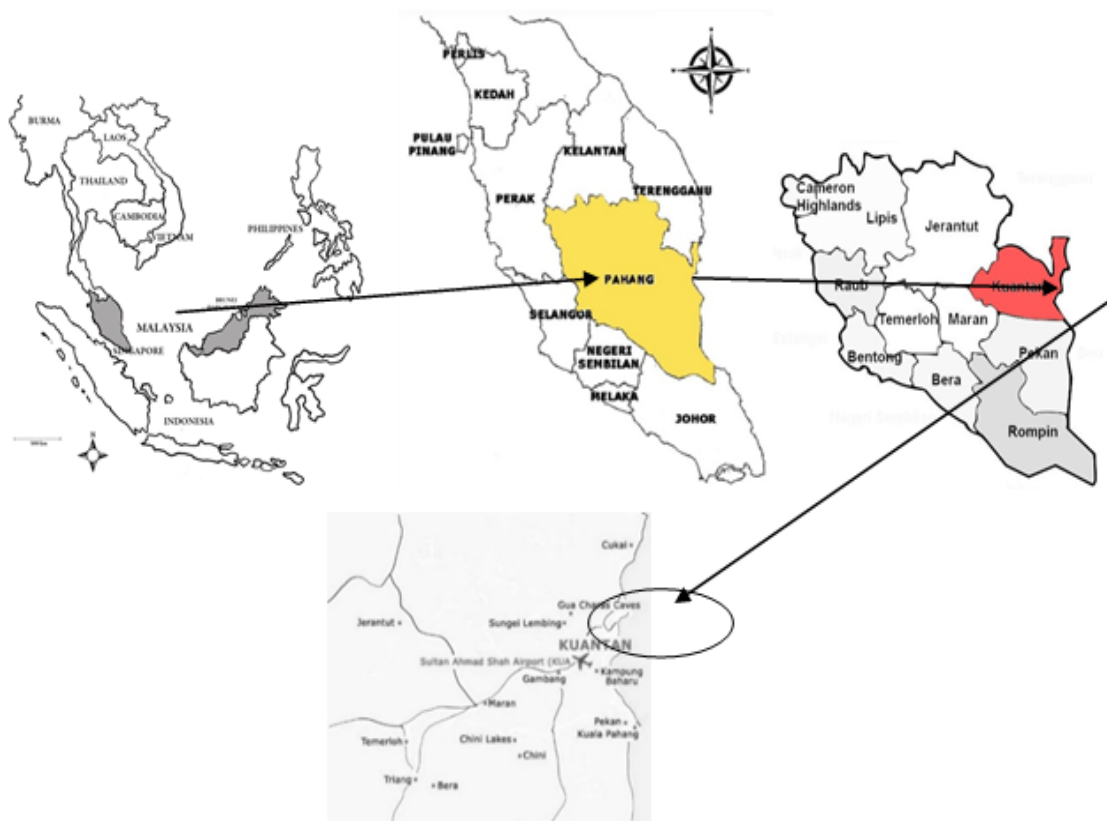 BURMA
LAOS
THAILAND
CAMBODIA
VIETNAM
PHILIPPINES
BRUNEI
MALAYSIA
SINGAPORE
INDONESIA
N
PERLIS
KEDAH
PULAU
PINANG
KELANTAN
TERENGGANU
PERAK
PAHANG
SELANGOR
NEGERI
SEMBILAN
MELAKA
JOHOR
Cameron
Highlands
Lipis
Jerantut
Raub
Kuantan
Temerloh
Maran
Bentong
Pekan
Bera
Rompin
Cukai
Gua Charas Caves
Jerantut
Sungei Lembing
KUANTAN
Sultan Ahmad Shah Airport (KUA
Gambang
Kampung
Baharu
Maran
Pekan
Kuala Pahang
Temerloh
Chini Lakes
Chini
Triang
Bera